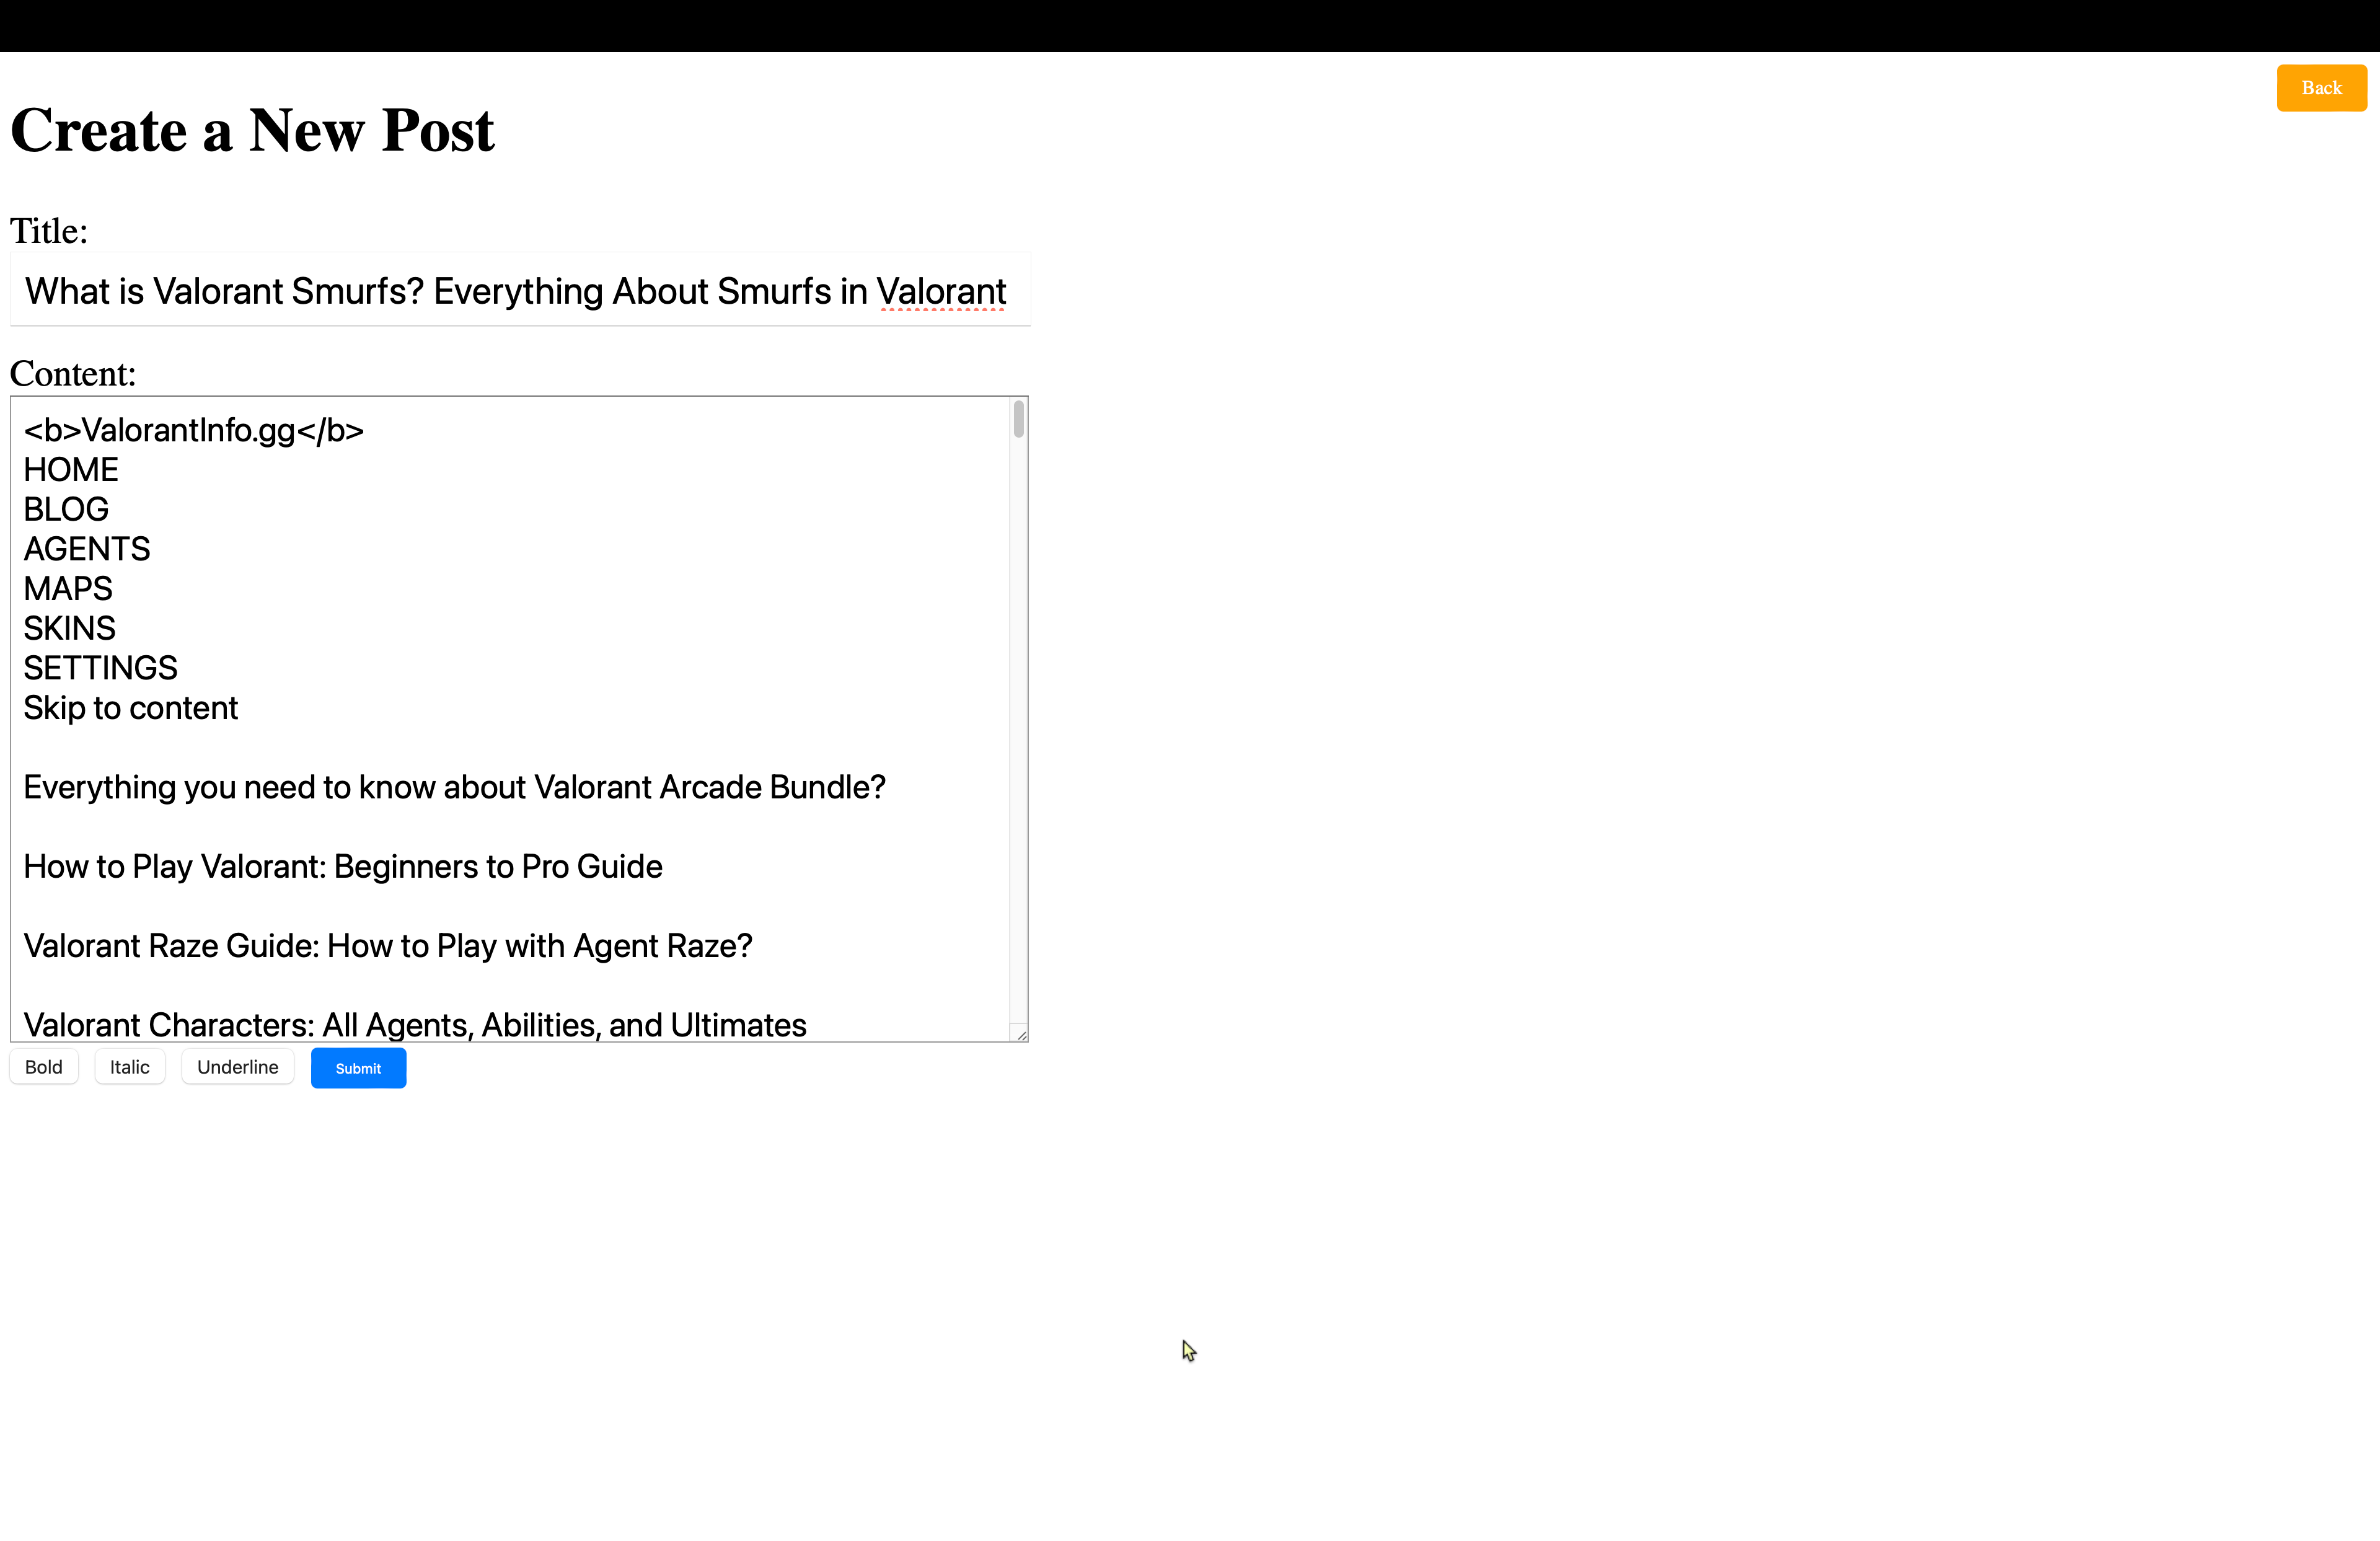 Back
Create a New Post
Title:
What is Valorant Smurfs? Everything About Smurfs in Valorant
Content:
<b>ValorantInfo.gg</b>
HOME
BLOG
AGENTS
MAPS
SKINS
SETTINGS
Skip to content
Everything you need to know about Valorant Arcade Bundle?
How to Play Valorant: Beginners to Pro Guide
Valorant Raze Guide: How to Play with Agent Raze?
Valorant Characters: All Agents, Abilities, and Ultimates
Bold Italic Underline Submit